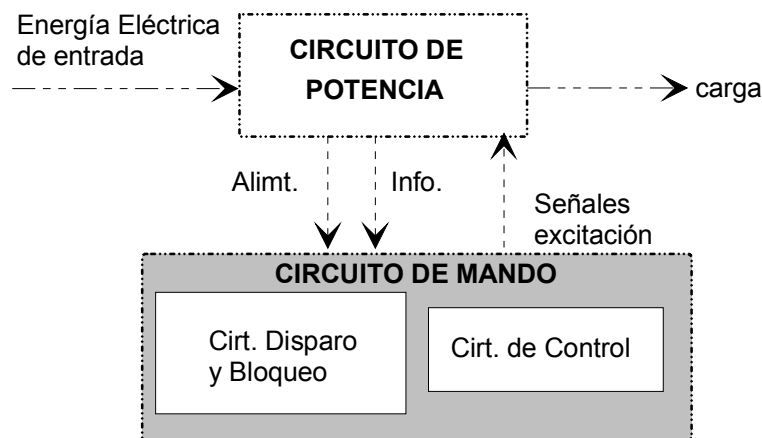 Energía Eléctrica
de entrada
CIRCUITO DE
POTENCIA
carga
Alimt.
Info.
Señales
excitación
CIRCUITO DE MANDO
Cirt. Disparo
y Bloqueo
Cirt. de Control